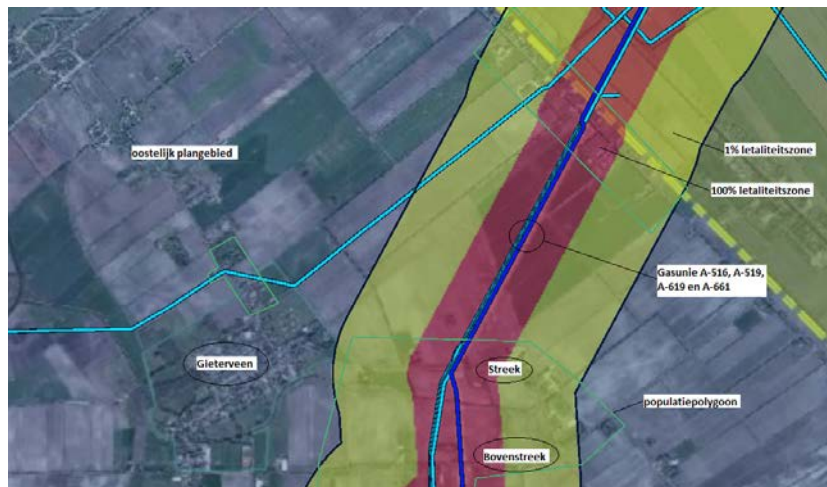 oostelijk plangebied
1% letaliteitszone
100% letaliteitszone
Gasunie A-516, A-519,
A-619 en A-661
Gieterveen
Streek
populatiepolygoon
Bovenstreek